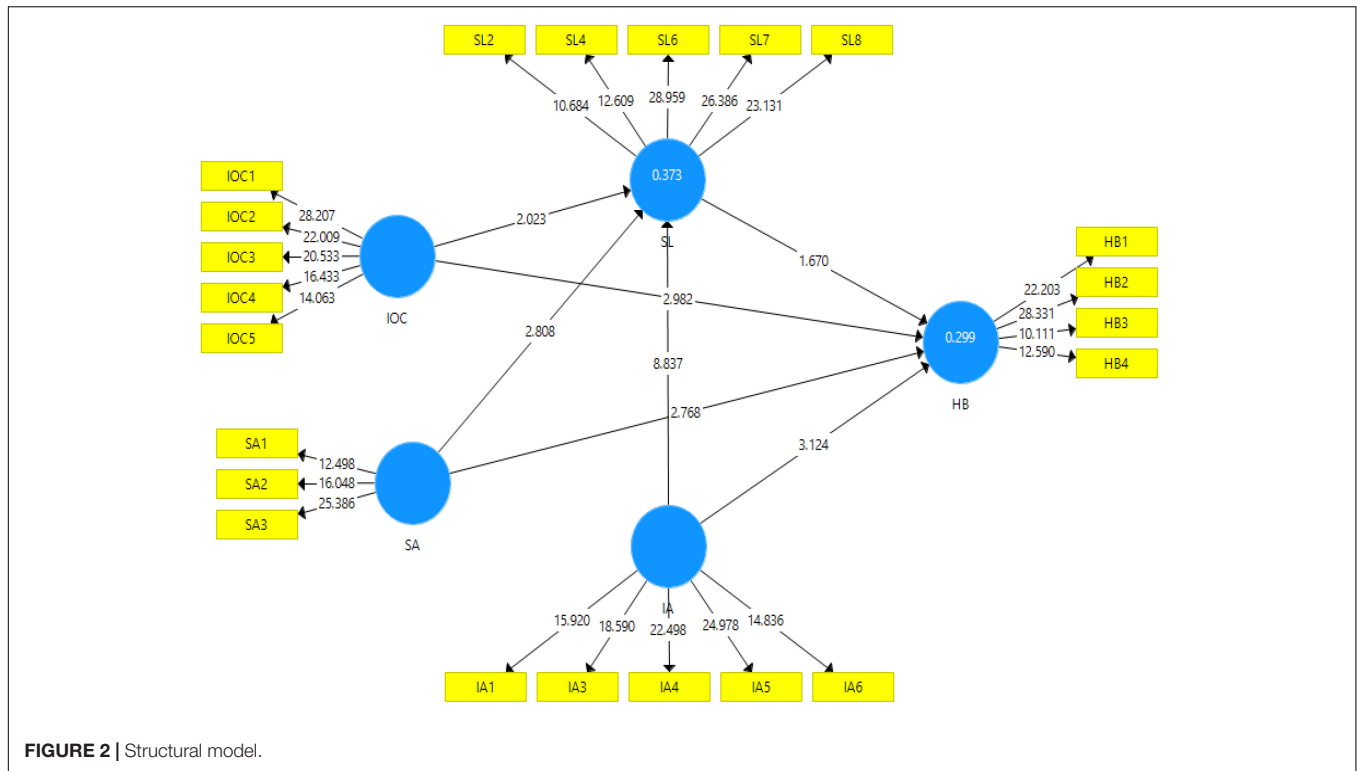 SL2 SL4 SL6 SL7 SL8
10.684 12.609 28.959 26.386 23.131
IOC1
IOC2
IOC3
IOC4
IOC5
28.207
22.009
20.533
16.433
14.063
IOC
0.373
SL
2.023
2.982
2.808
8.837
1.670
2.768
3.124
0.299
HB
22.203
28.331
10.111
12.590
HB1
HB2
HB3
HB4
SA1
SA2
SA3
12.498
16.048
25.386
SA
IA
15.920 18.590 22.498 24.978 14.836
IA1 IA3 IA4 IA5 IA6
FIGURE 2 | Structural model.